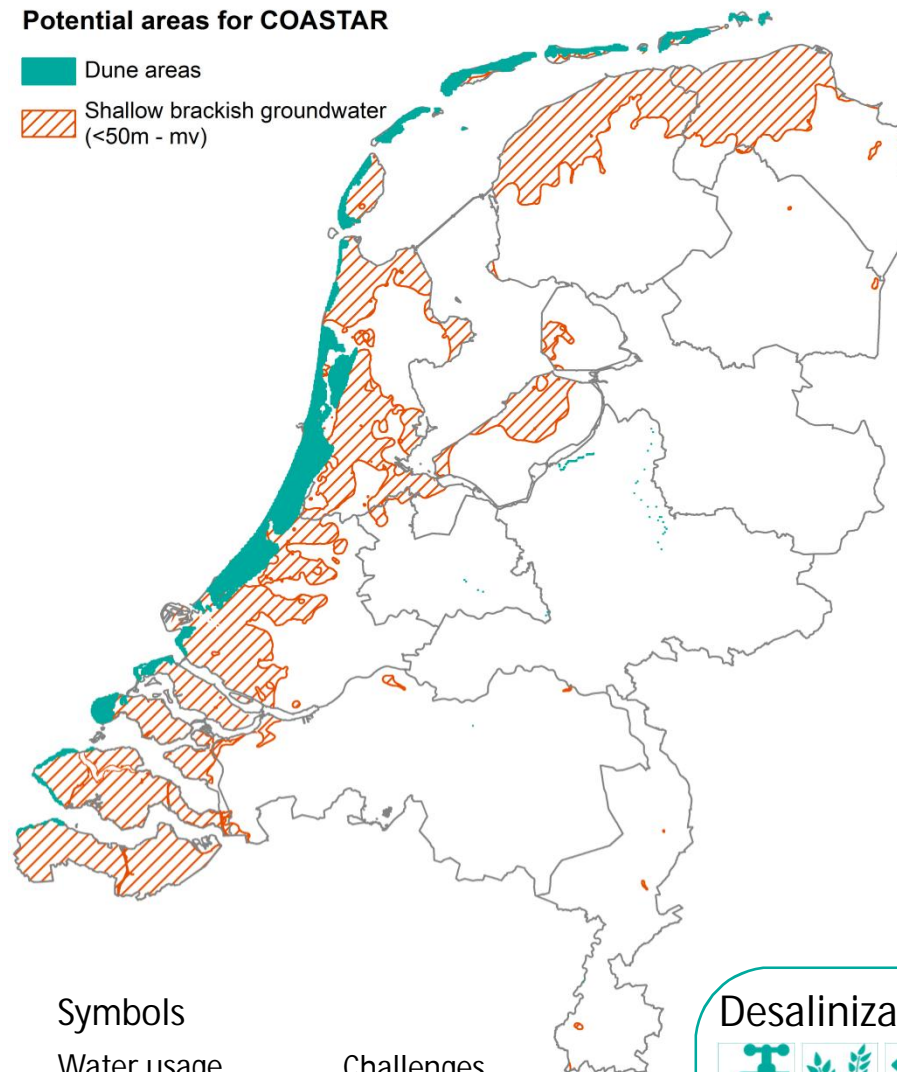 Potential areas for COASTAR
Dune areas
Shallow brackish groundwater
(<50m - mv)
Symbols
Water usage
Challenges
Desaliniza